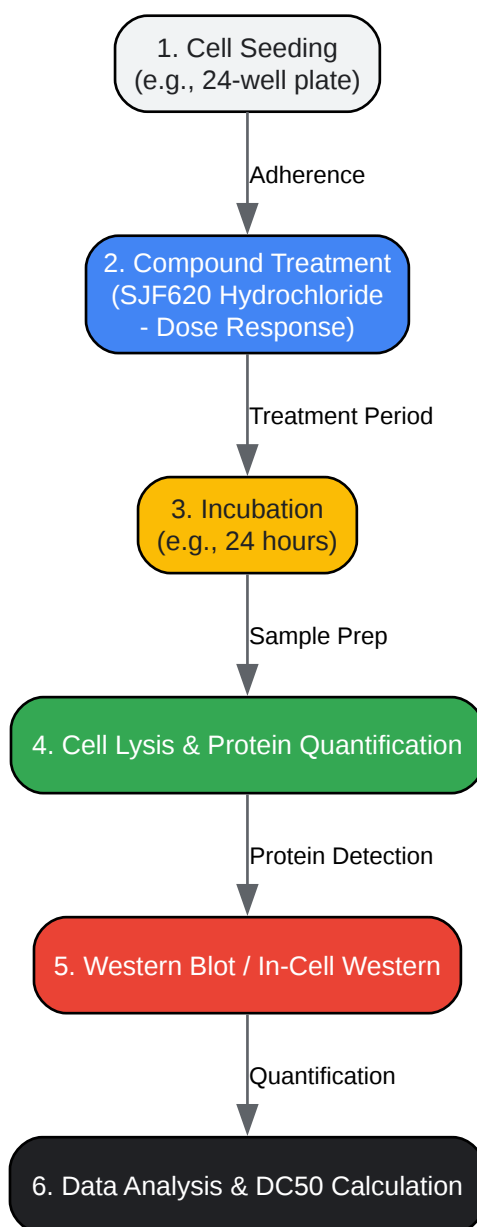 1. Cell Seeding
(e.g., 24-well plate)
Adherence
2. Compound Treatment
(SJF620 Hydrochloride
- Dose Response)
Treatment Period
3. Incubation
(e.g., 24 hours)
Sample Prep
4. Cell Lysis & Protein Quantification
Protein Detection
5. Western Blot / In-Cell Western
Quantification
6. Data Analysis & DC50 Calculation